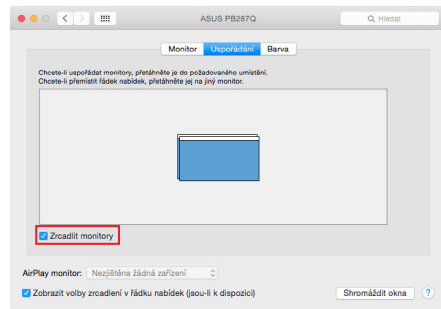 ASUS PB287Q
Hledat
Monitor Uspořádání Barva
Chcete-li uspořádat monitory, přetáhněte je do požadovaného umístění.
Chcete-li přemístit řádek nabídek, přetáhněte jej na jiný monitor.
Zrcadlit monitory
AirPlay monitor: Nezjištěna žádná zařízení
Zobrazit volby zrcadlení v řádku nabídek (jsou-li k dispozici) Shromáždit okna ?